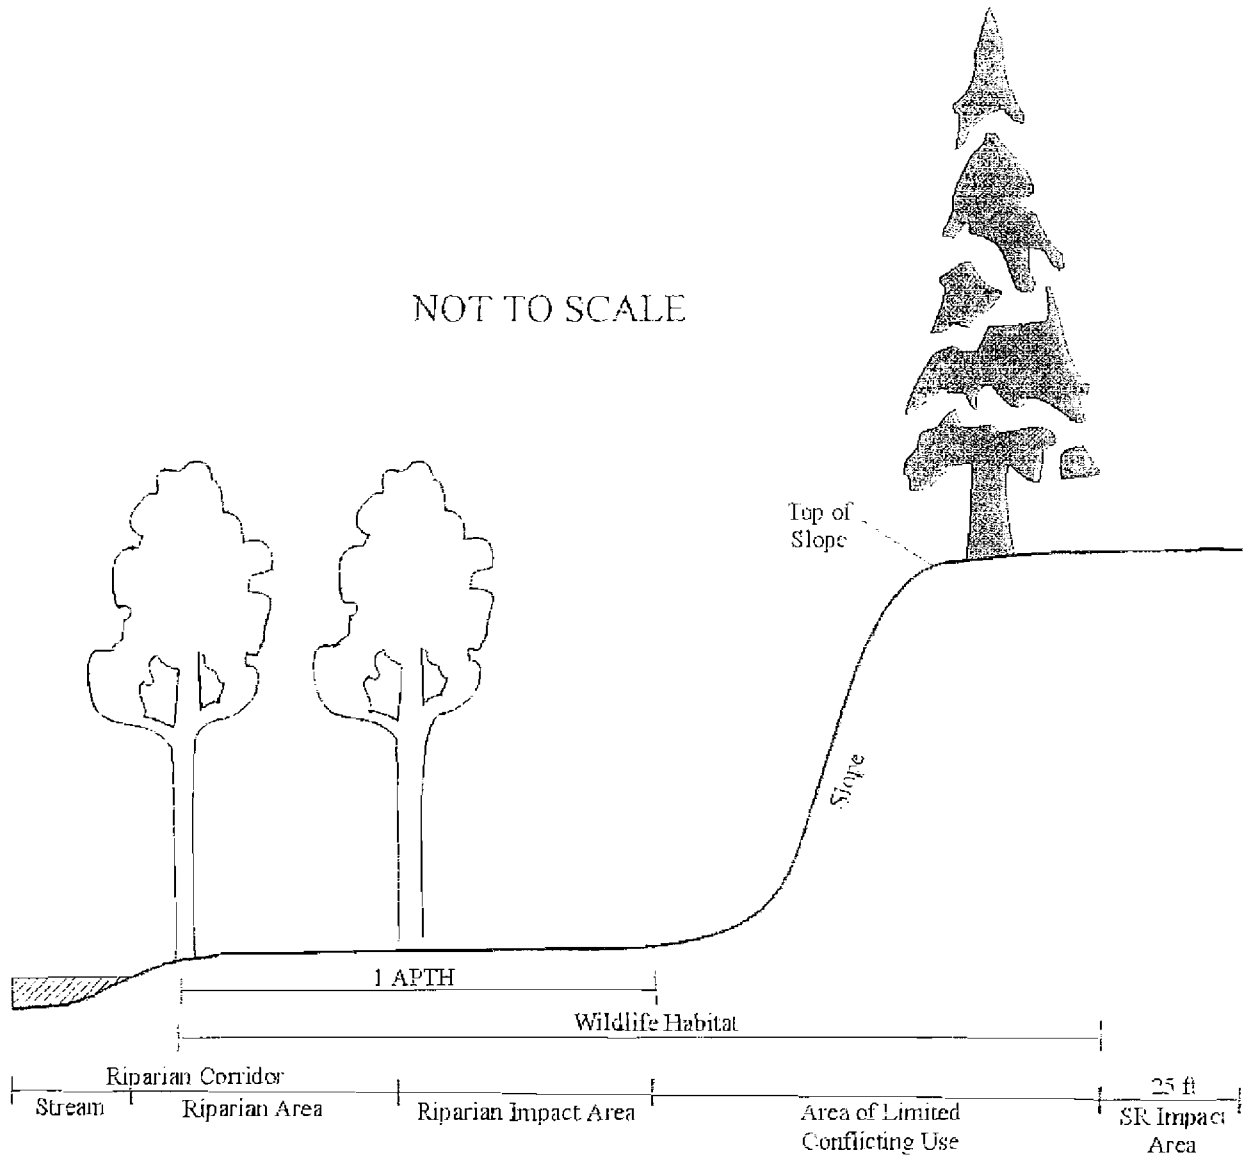 NOT TO SCALE
Top of
Slope
Slope
1 APTH
Wildlife Habitat
Riparian Corridor
25 ft
Stream
Riparian Area
Riparian Impact Area
Area of Limited
Conflicting Use
SR Impact
Area